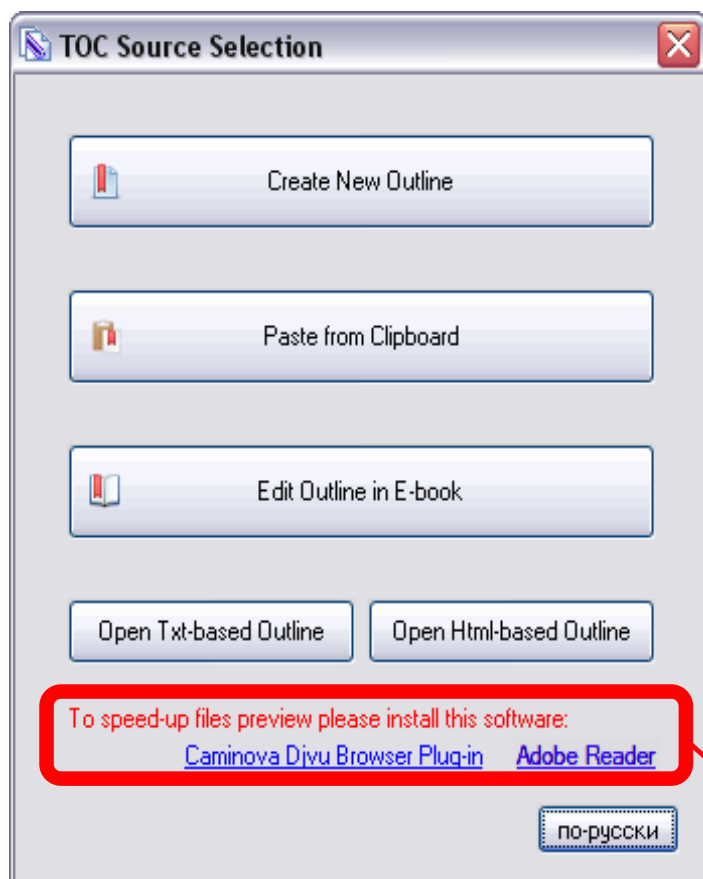 TOC Source Selection
Create New Outline
Paste from Clipboard
Edit Outline in E-book
Open Txt-based Outline Open Html-based Outline
To speed-up files preview please install this software:
Caminova Djvu Browser Plug-in Adobe Reader
по-русски